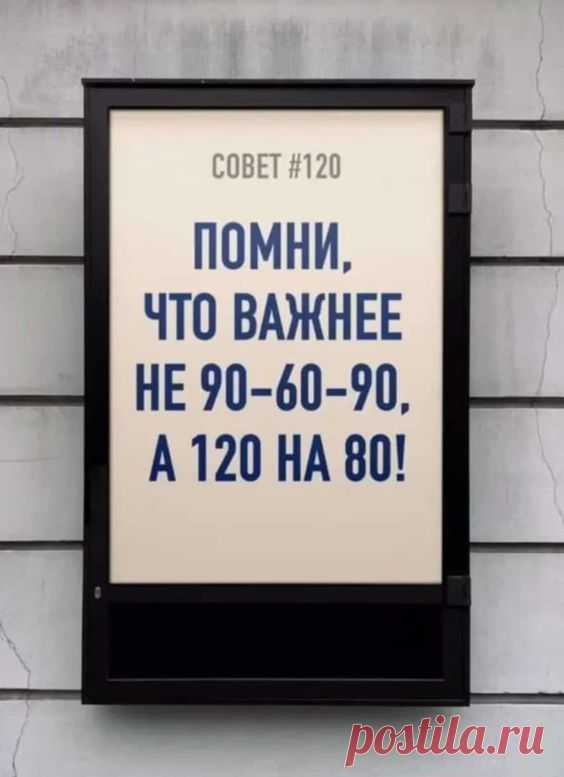 СОВЕТ #120
ПОМНИ,
ЧТО ВАЖНЕЕ
НЕ 90-60-90,
А 120 НА 80!
postila.ru